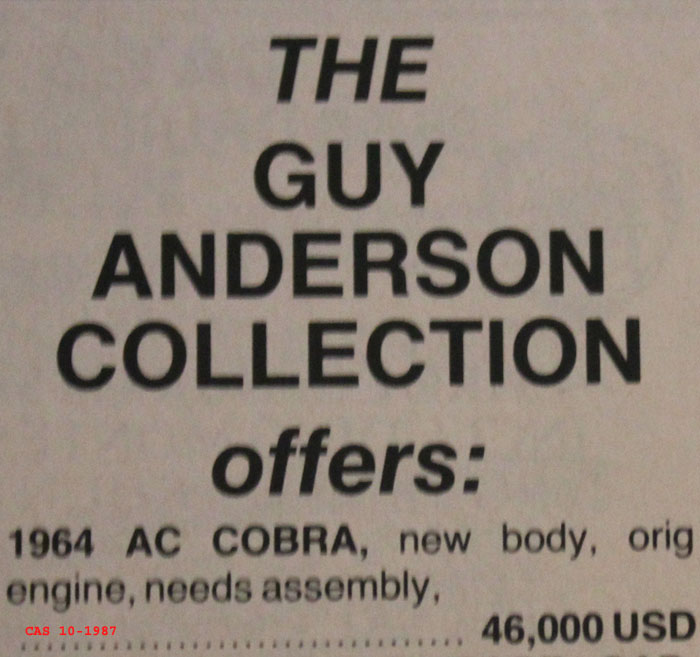 THE
GUY
ANDERSON
COLLECTION
offers:
1964 AC COBRA, new body, orig
engine, needs assembly,
CAS 10-1987
................................ 46,000 USD